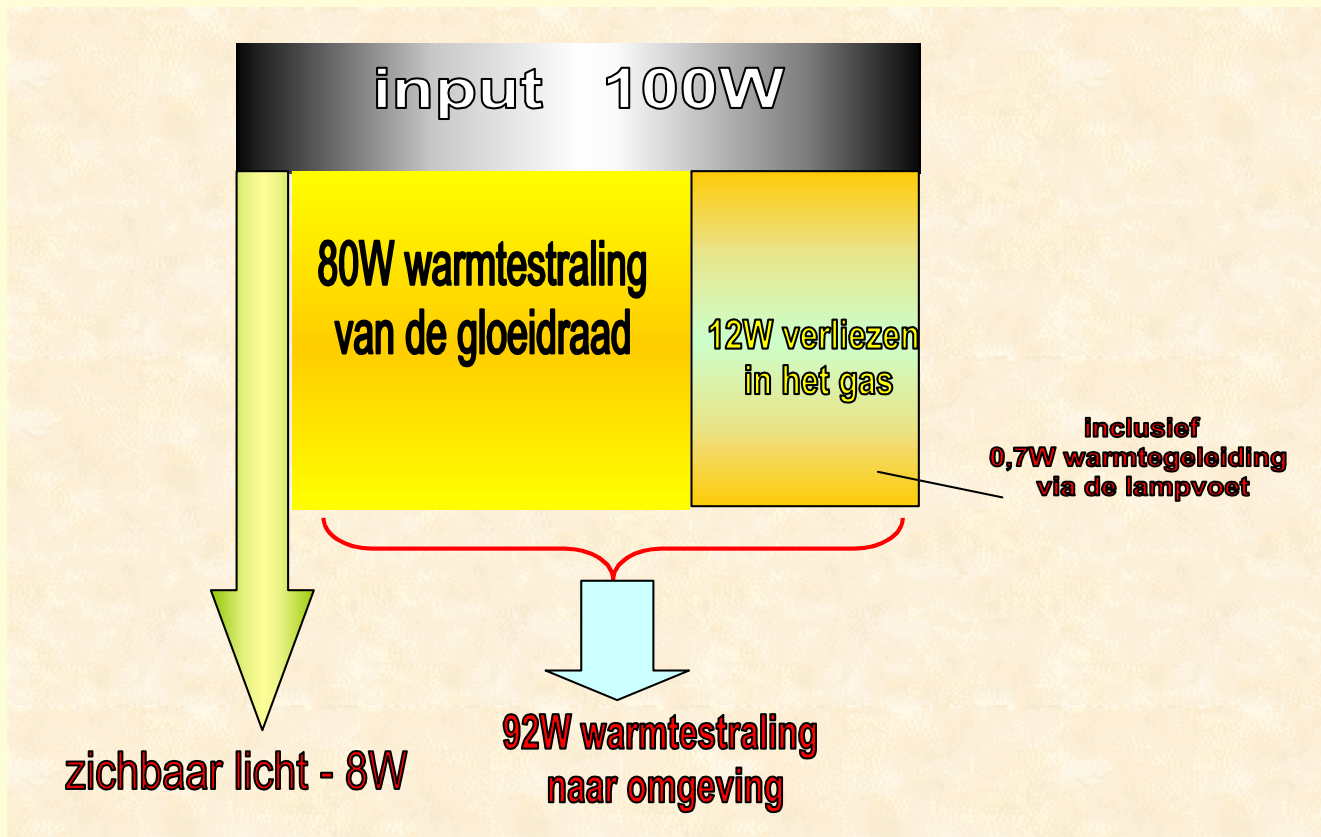 input 100W
80W warmtestraling
van de gloeidraad
12W verliezen
in het gas
inclusief
0,7W warmtegeleiding
via de lampvoet
92W warmtestraling
naar omgeving
zichbaar licht - 8W